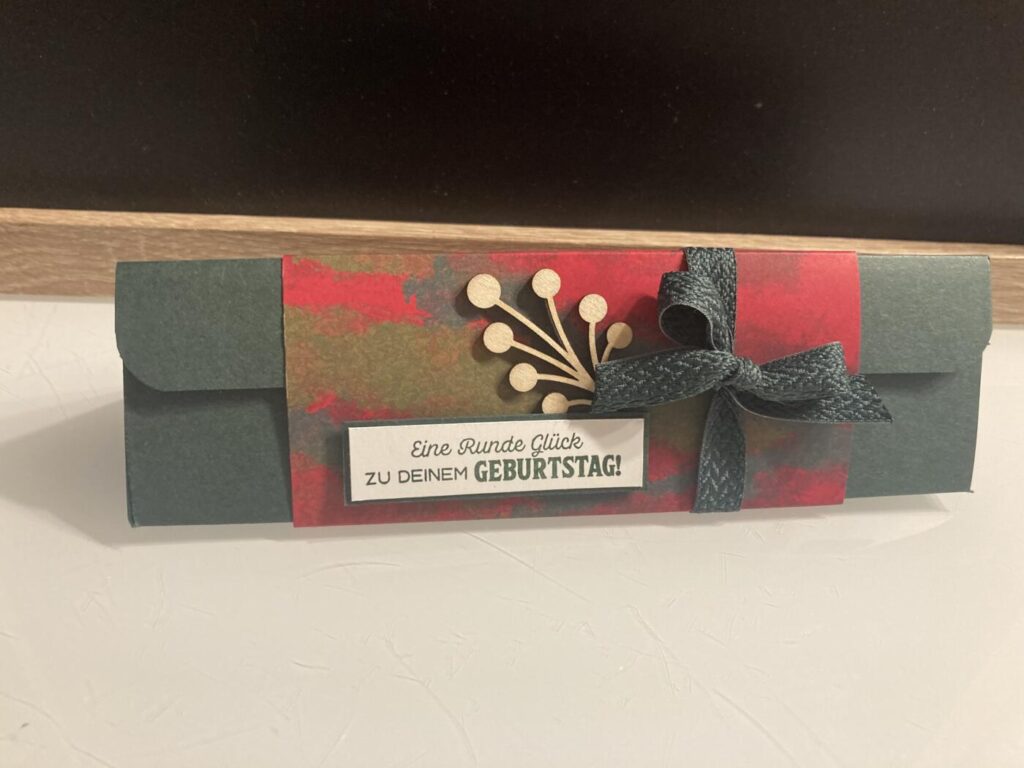 Eine Runde Glück
ZU DEINEM GEBURTSTAG!